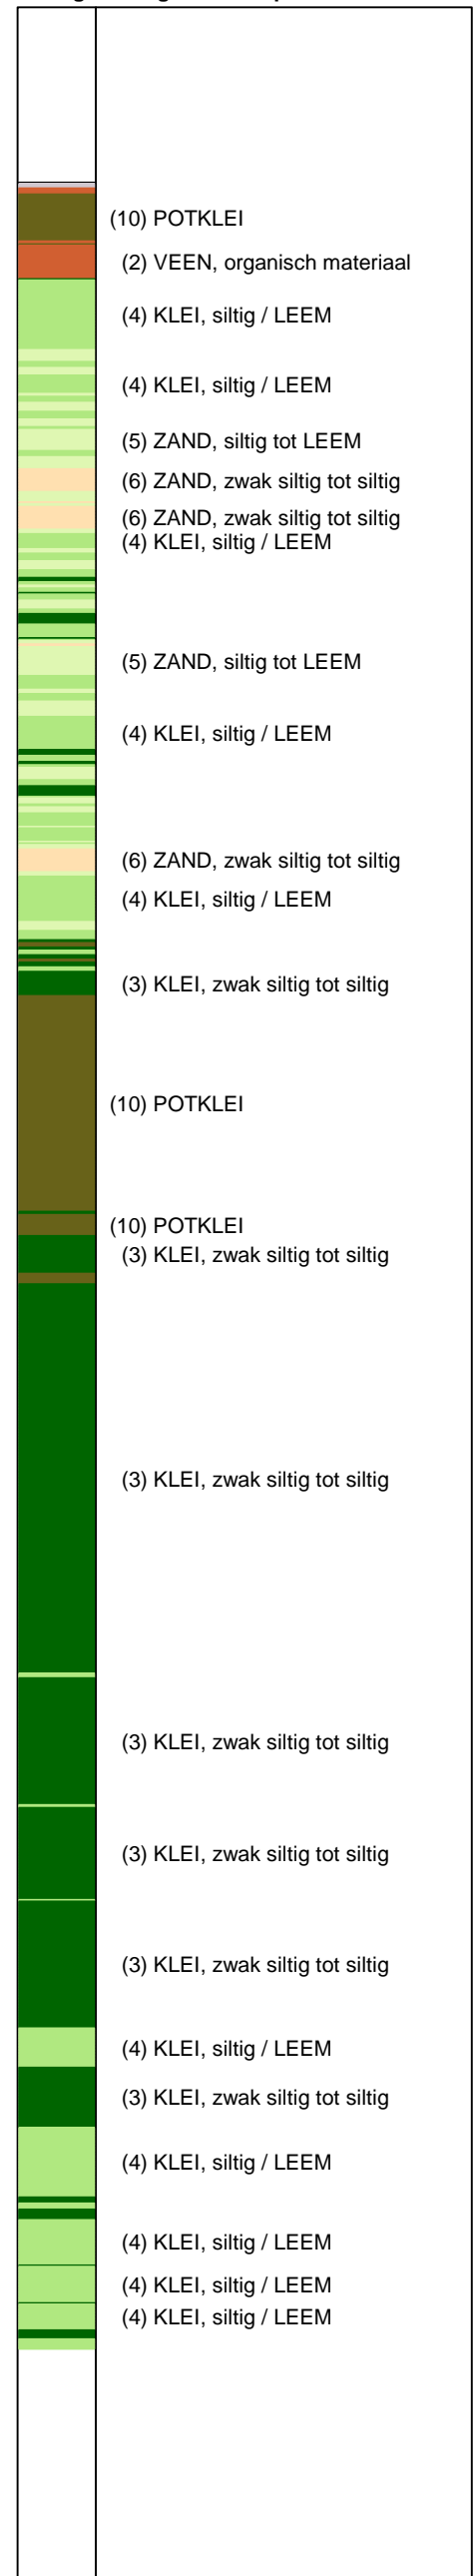 (10) POTKLEI
(2) VEEN, organisch materiaal
(4) KLEI, siltig / LEEM
(4) KLEI, siltig / LEEM
(5) ZAND, siltig tot LEEM
(6) ZAND, zwak siltig tot siltig
(6) ZAND, zwak siltig tot siltig
(4) KLEI, siltig / LEEM
(5) ZAND, siltig tot LEEM
(4) KLEI, siltig / LEEM
(6) ZAND, zwak siltig tot siltig
(4) KLEI, siltig / LEEM
(3) KLEI, zwak siltig tot siltig
(10) POTKLEI
(10) POTKLEI
(3) KLEI, zwak siltig tot siltig
(3) KLEI, zwak siltig tot siltig
(3) KLEI, zwak siltig tot siltig
(3) KLEI, zwak siltig tot siltig
(3) KLEI, zwak siltig tot siltig
(4) KLEI, siltig / LEEM
(3) KLEI, zwak siltig tot siltig
(4) KLEI, siltig / LEEM
(4) KLEI, siltig / LEEM
(4) KLEI, siltig / LEEM
(4) KLEI, siltig / LEEM